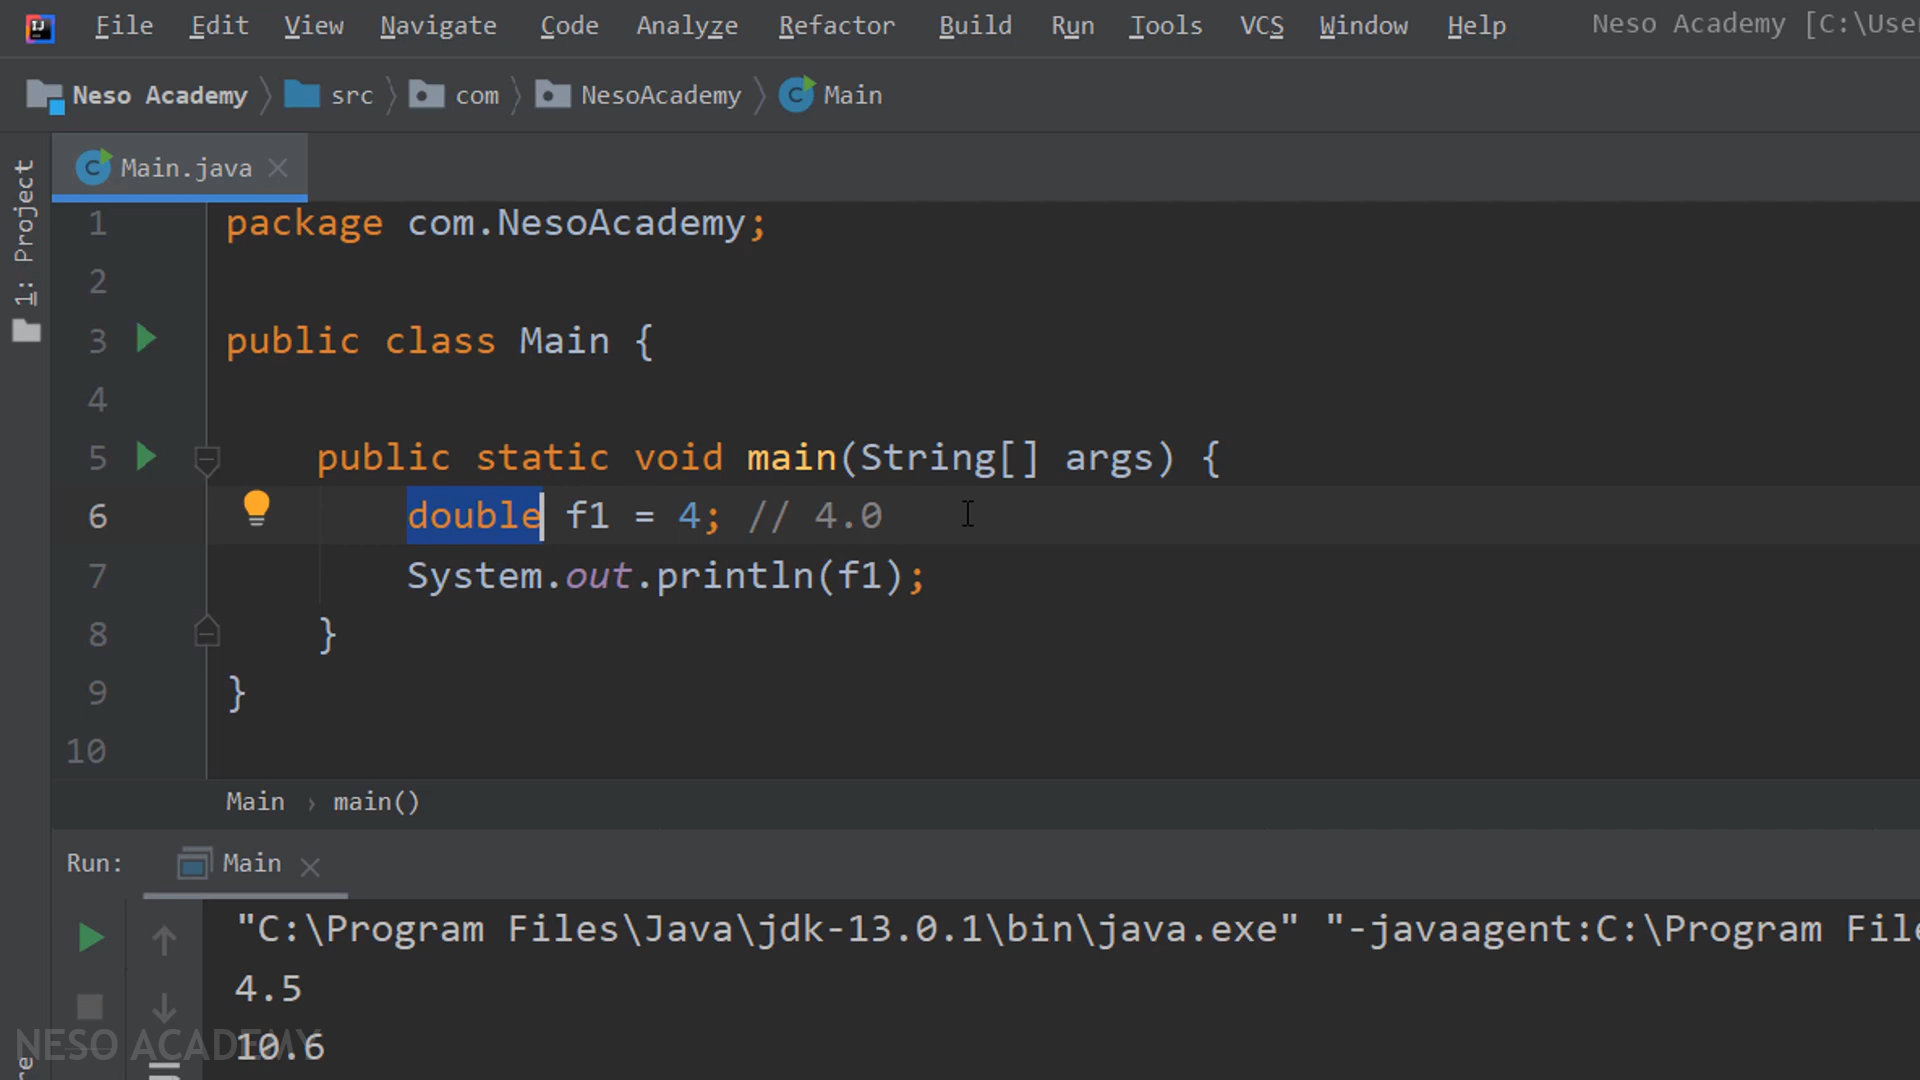 File Edit View Navigate Code Analyze Refactor Build Run Tools VCS Window Help Neso Academy [C:\Use
Neso Academy src com NesoAcademy Main
Main.java
1: Project
1 package com.NesoAcademy;
2
3 public class Main {
4
5 public static void main(String[] args) {
6 double f1 = 4; // 4.0
7 System.out.println(f1);
8 }
9 }
10
Main › main()
Run: Main
"C:\Program Files\Java\jdk-13.0.1\bin\java.exe" "-javaagent:C:\Program File
4.5
10.6
NESO ACADEMY